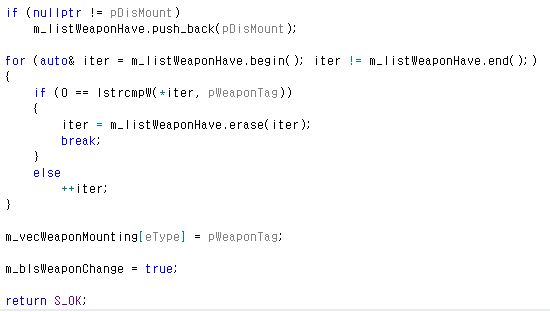 if (nullptr != pDisMount)
    m_listWeaponHave.push_back(pDisMount);

for (auto& iter = m_listWeaponHave.begin(); iter != m_listWeaponHave.end();)
{
    if (0 == lstrcmpW(*iter, pWeaponTag))
    {
        iter = m_listWeaponHave.erase(iter);
        break;
    }
    else
        ++iter;
}

m_vecWeaponMounting[eType] = pWeaponTag;

m_bIsWeaponChange = true;

return S_OK;